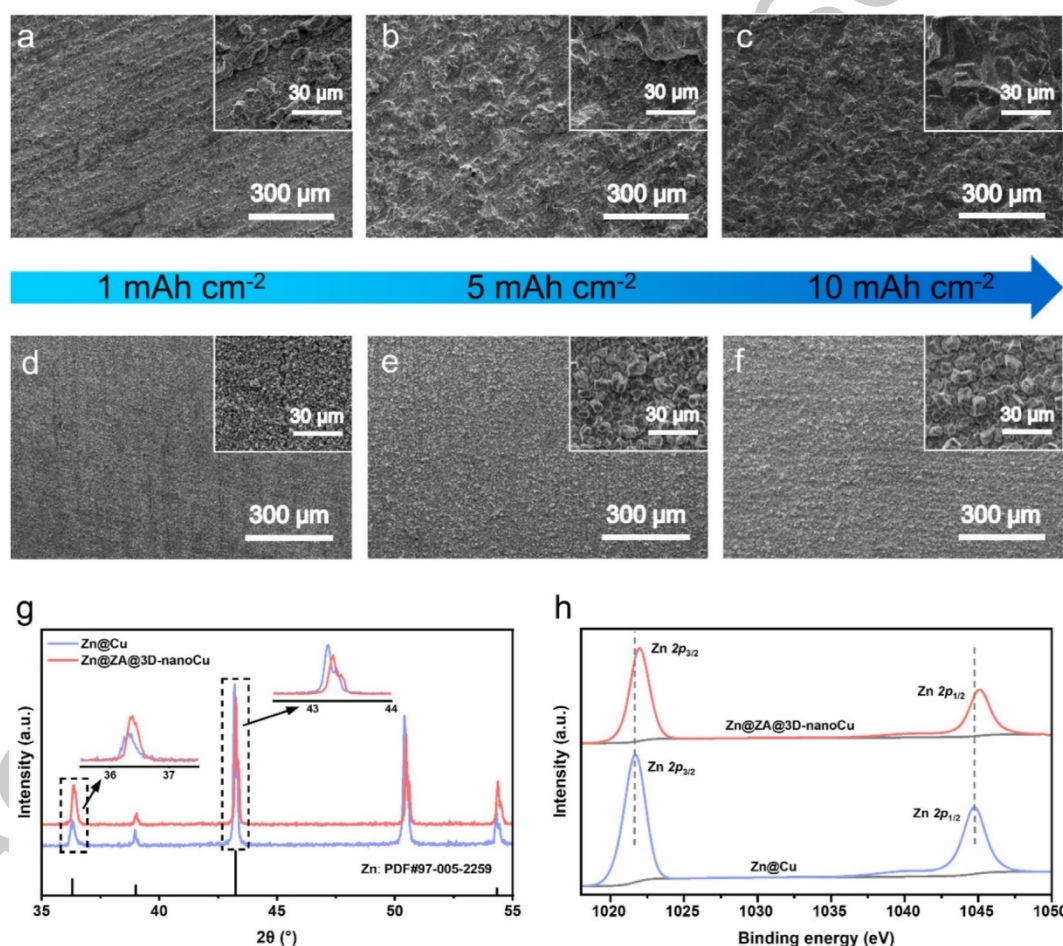 a
30 μm
300 μm
b
30 μm
300 μm
c
30 μm
300 μm
1 mAh cm-2
5 mAh cm-2
10 mAh cm-2
d
30 μm
300 μm
e
30 μm
300 μm
f
30 μm
300 μm
g
Zn@Cu
Zn@ZA@3D-nanoCu
43
44
36
37
Zn: PDF#97-005-2259
35
40
45
50
55
2θ (°)
Intensity (a.u.)
h
Zn 2p3/2
Zn 2p1/2
Zn@ZA@3D-nanoCu
Zn 2p3/2
Zn 2p1/2
Zn@Cu
1020
1025
1030
1035
1040
1045
1050
Binding energy (eV)
Intensity (a.u.)